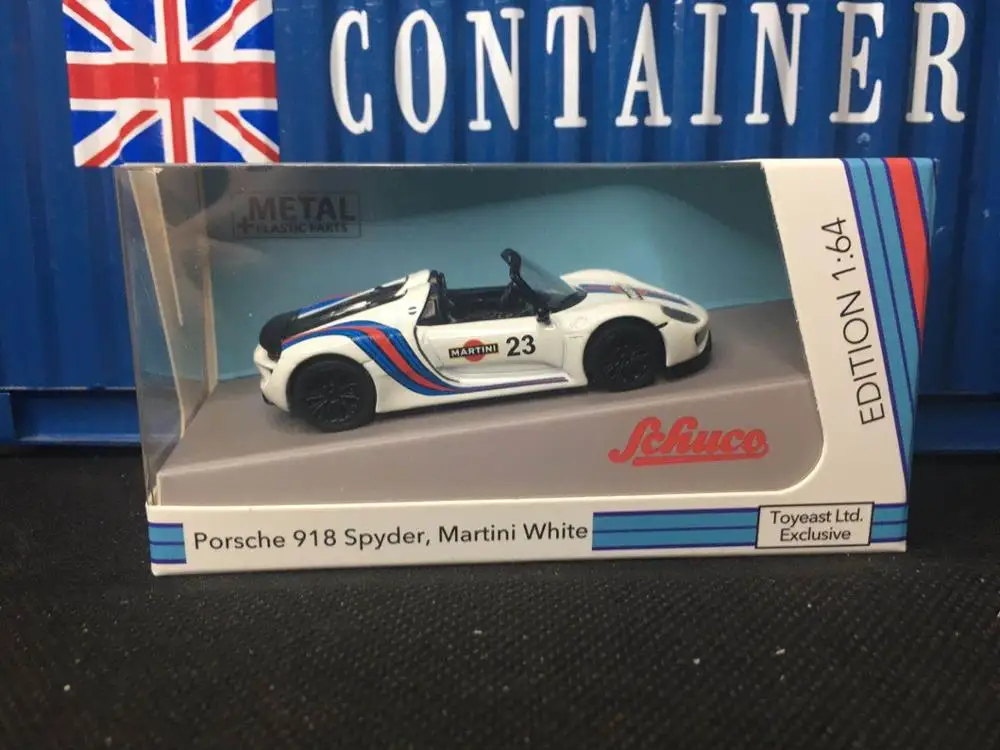 CONTAINER
METAL
+PLASTIC PARTS
EDITION 1:64
MARTINI 23
Schuco
Porsche 918 Spyder, Martini White
Toyeast Ltd.
Exclusive